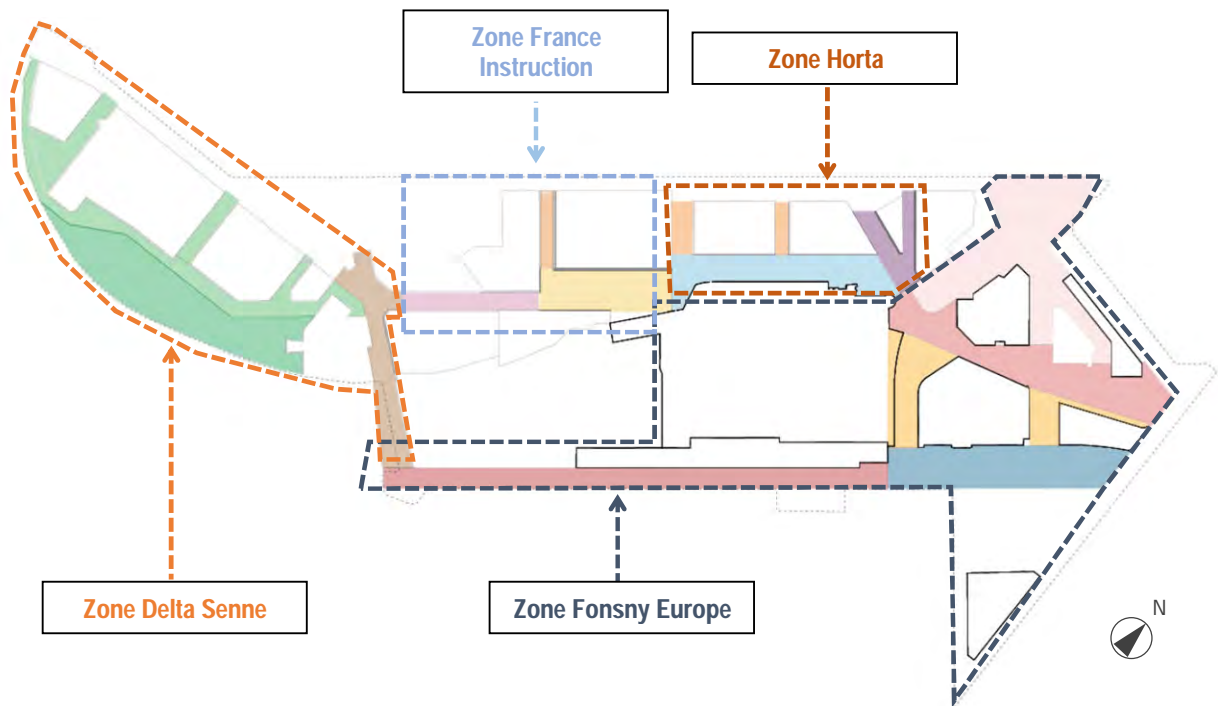 Zone France
Instruction
Zone Horta
Zone Delta Senne
Zone Fonsny Europe
N